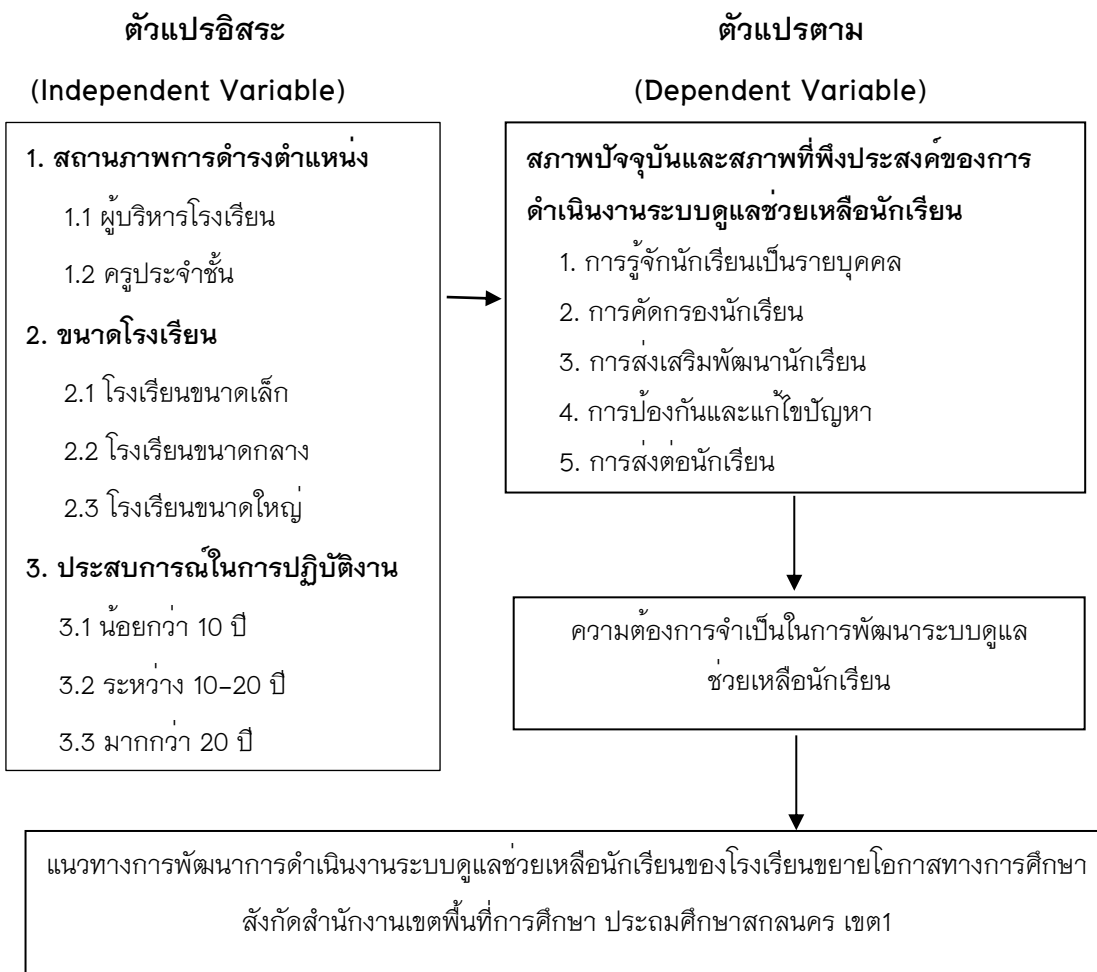 ตัวแปรอิสระ
(Independent Variable)
1. สถานภาพการดำรงตำแหน่ง
1.1 ผู้บริหารโรงเรียน
1.2 ครูประจำชั้น
2. ขนาดโรงเรียน
2.1 โรงเรียนขนาดเล็ก
2.2 โรงเรียนขนาดกลาง
2.3 โรงเรียนขนาดใหญ่
3. ประสบการณ์ในการปฏิบัติงาน
3.1 น้อยกว่า 10 ปี
3.2 ระหว่าง 10–20 ปี
3.3 มากกว่า 20 ปี
ตัวแปรตาม
(Dependent Variable)
สภาพปัจจุบันและสภาพที่พึงประสงค์ของการ
ดำเนินงานระบบดูแลช่วยเหลือนักเรียน
1. การรู้จักนักเรียนเป็นรายบุคคล
2. การคัดกรองนักเรียน
3. การส่งเสริมพัฒนานักเรียน
4. การป้องกันและแก้ไขปัญหา
5. การส่งต่อนักเรียน
ความต้องการจำเป็นในการพัฒนาระบบดูแล
ช่วยเหลือนักเรียน
แนวทางการพัฒนาการดำเนินงานระบบดูแลช่วยเหลือนักเรียนของโรงเรียนขยายโอกาสทางการศึกษา
สังกัดสำนักงานเขตพื้นที่การศึกษา ประถมศึกษาสกลนคร เขต1